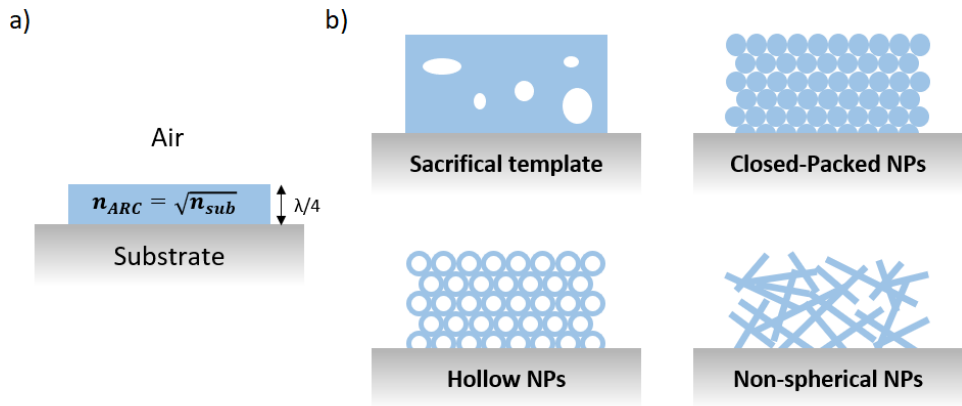 a)
Air
n_ARC = √n_sub
λ/4
Substrate
b)
Sacrifical template
Closed-Packed NPs
Hollow NPs
Non-spherical NPs